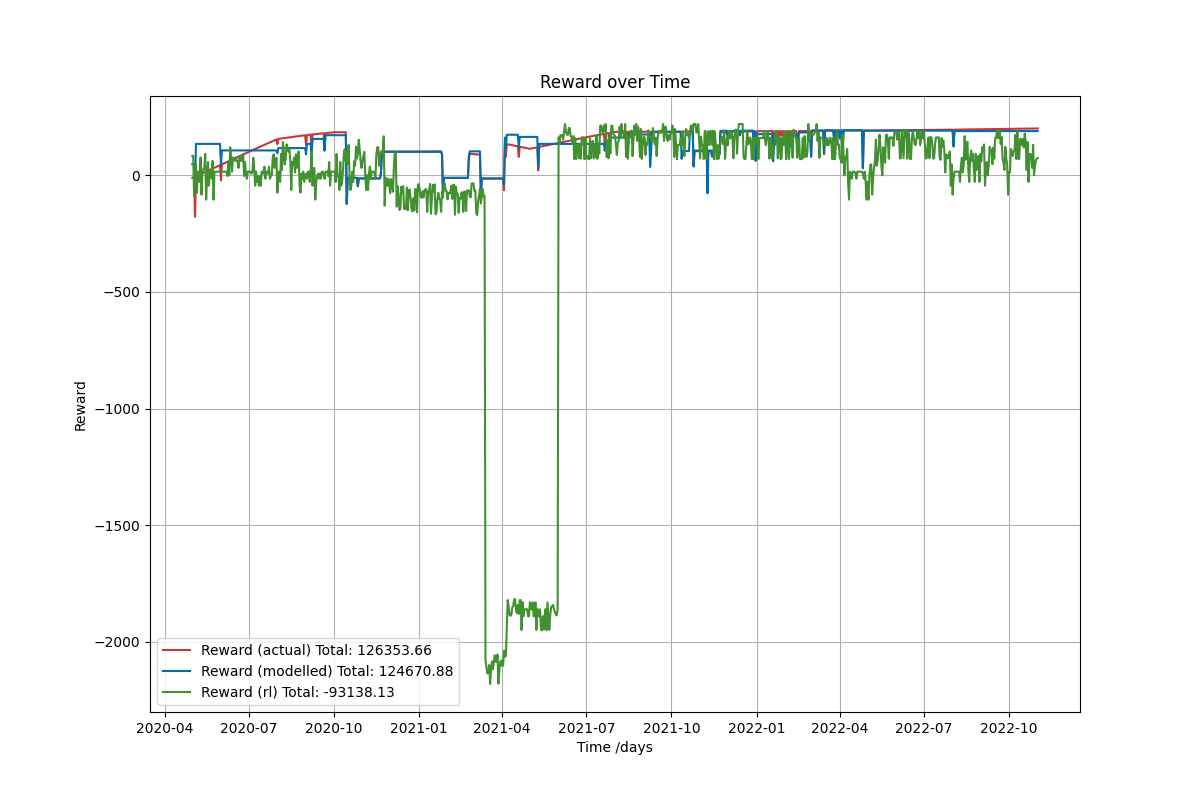 Reward over Time
Reward
0
−500
−1000
−1500
−2000
Reward (actual) Total: 126353.66
Reward (modelled) Total: 124670.88
Reward (rl) Total: -93138.13
2020-04 2020-07 2020-10 2021-01 2021-04 2021-07 2021-10 2022-01 2022-04 2022-07 2022-10
Time /days